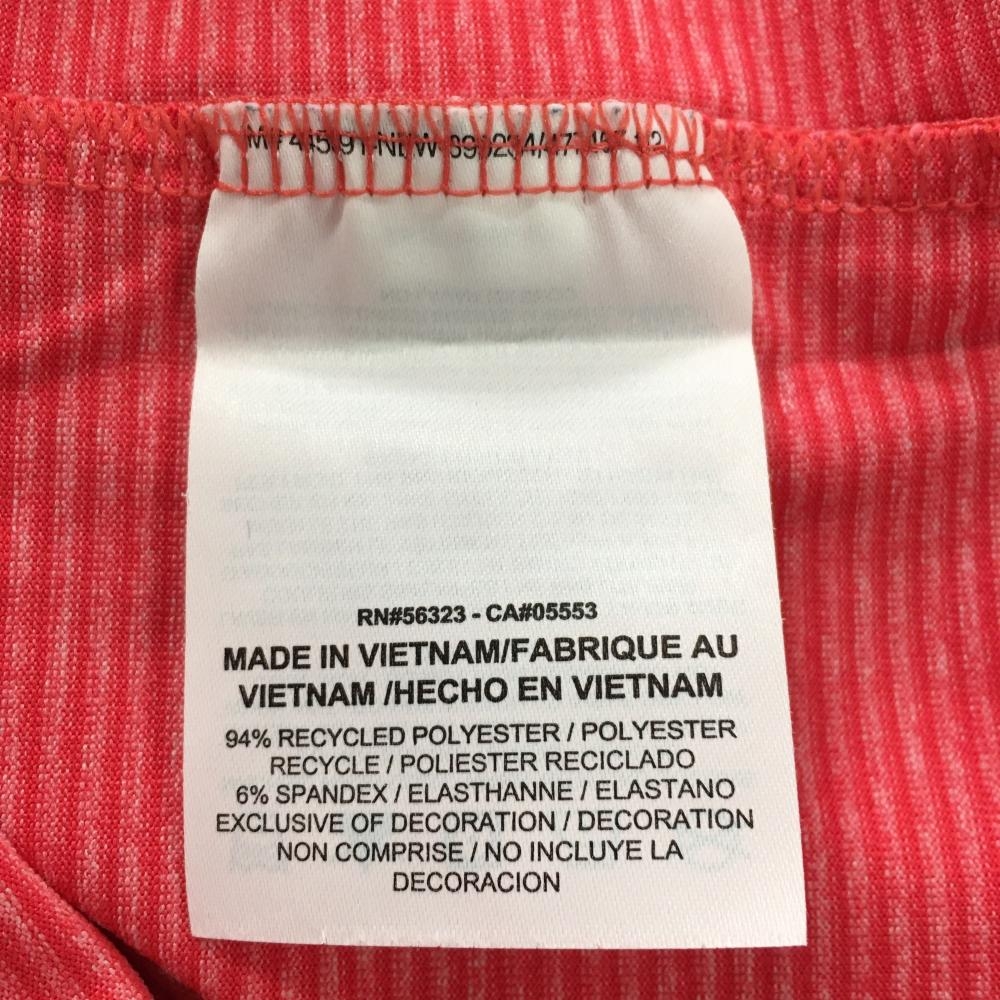 RN#56323 - CA#05553
MADE IN VIETNAM/FABRIQUE AU
VIETNAM /HECHO EN VIETNAM
94% RECYCLED POLYESTER / POLYESTER
RECYCLE / POLIESTER RECICLADO
6% SPANDEX / ELASTHANNE / ELASTANO
EXCLUSIVE OF DECORATION / DECORATION
NON COMPRISE / NO INCLUYE LA
DECORACION